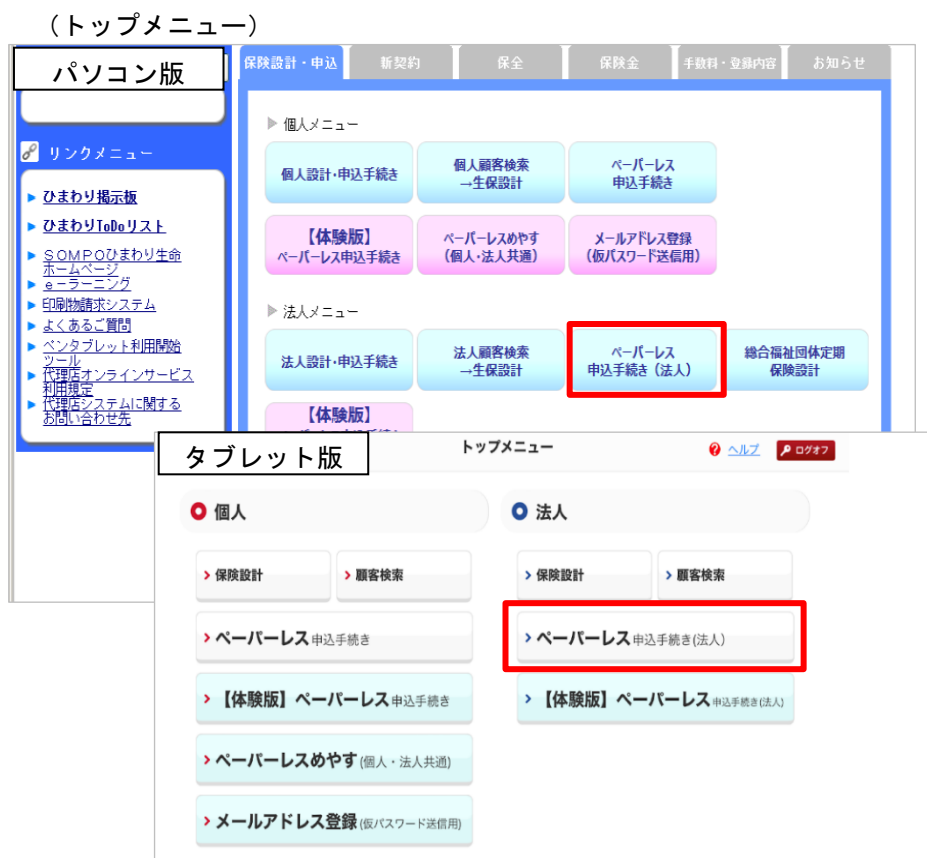 (トップメニュー)
パソコン版
保険設計・申込
新契約
保全
保険金
手数料・登録内容
お知らせ
リンクメニュー
ひまわり掲示板
ひまわりToDoリスト
SOMPOひまわり生命
ホームページ
e-ラーニング
印刷物請求システム
よくあるご質問
ペンタブレット利用開始
ツール
代理店オンラインサービス
利用規定
代理店システムに関する
お問い合わせ先
個人メニュー
個人設計・申込手続き
個人顧客検索
→生保設計
ペーパーレス
申込手続き
【体験版】
ペーパーレス申込手続き
ペーパーレスめやす
(個人・法人共通)
メールアドレス登録
(仮パスワード送信用)
法人メニュー
法人設計・申込手続き
法人顧客検索
→生保設計
ペーパーレス
申込手続き(法人)
総合福祉団体定期
保険設計
【体験版】
タブレット版
トップメニュー
ヘルプ
ログオフ
個人
保険設計
顧客検索
ペーパーレス申込手続き
【体験版】ペーパーレス申込手続き
ペーパーレスめやす(個人・法人共通)
メールアドレス登録(仮パスワード送信用)
法人
保険設計
顧客検索
ペーパーレス申込手続き(法人)
【体験版】ペーパーレス申込手続き(法人)